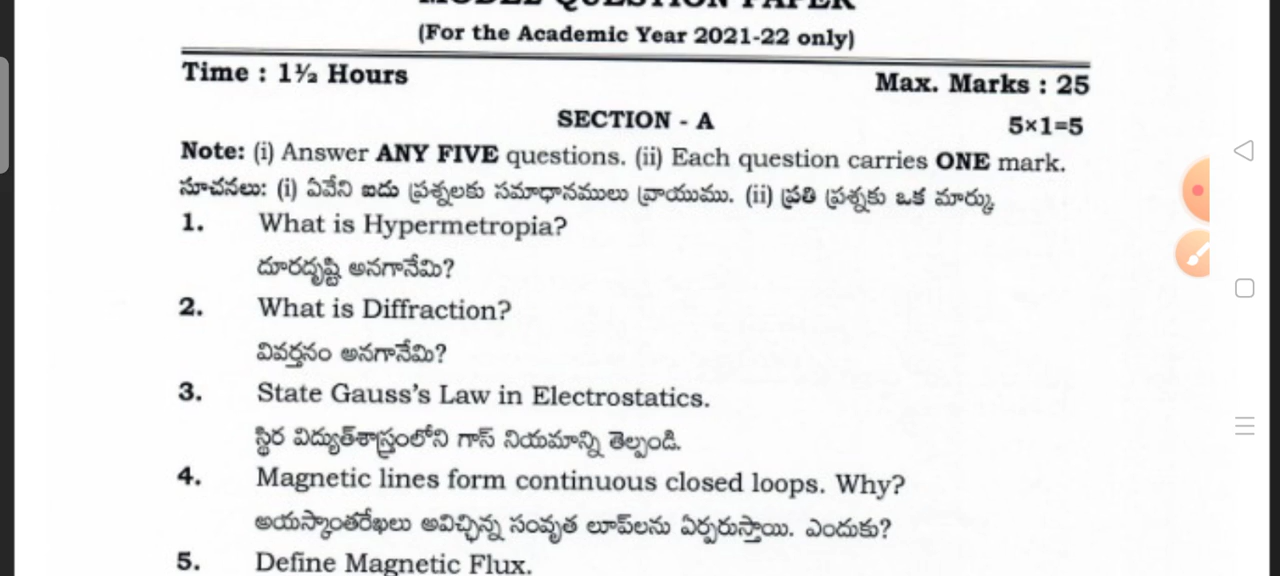 MODEL QUESTION PAPER
(For the Academic Year 2021-22 only)
Time : 1½ Hours Max. Marks : 25
SECTION - A 5×1=5
Note: (i) Answer ANY FIVE questions. (ii) Each question carries ONE mark.
సూచనలు: (i) ఏవేని ఐదు ప్రశ్నలకు సమాధానములు వ్రాయుము. (ii) ప్రతి ప్రశ్నకు ఒక మార్కు.
1. What is Hypermetropia?
దూరదృష్టి అనగానేమి?
2. What is Diffraction?
వివర్తనం అనగానేమి?
3. State Gauss's Law in Electrostatics.
స్థిర విద్యుత్‌శాస్త్రంలోని గాస్ నియమాన్ని తెల్పండి.
4. Magnetic lines form continuous closed loops. Why?
అయస్కాంతరేఖలు అవిచ్ఛిన్న సంవృత లూప్‌లను ఏర్పరుస్తాయి. ఎందుకు?
5. Define Magnetic Flux.